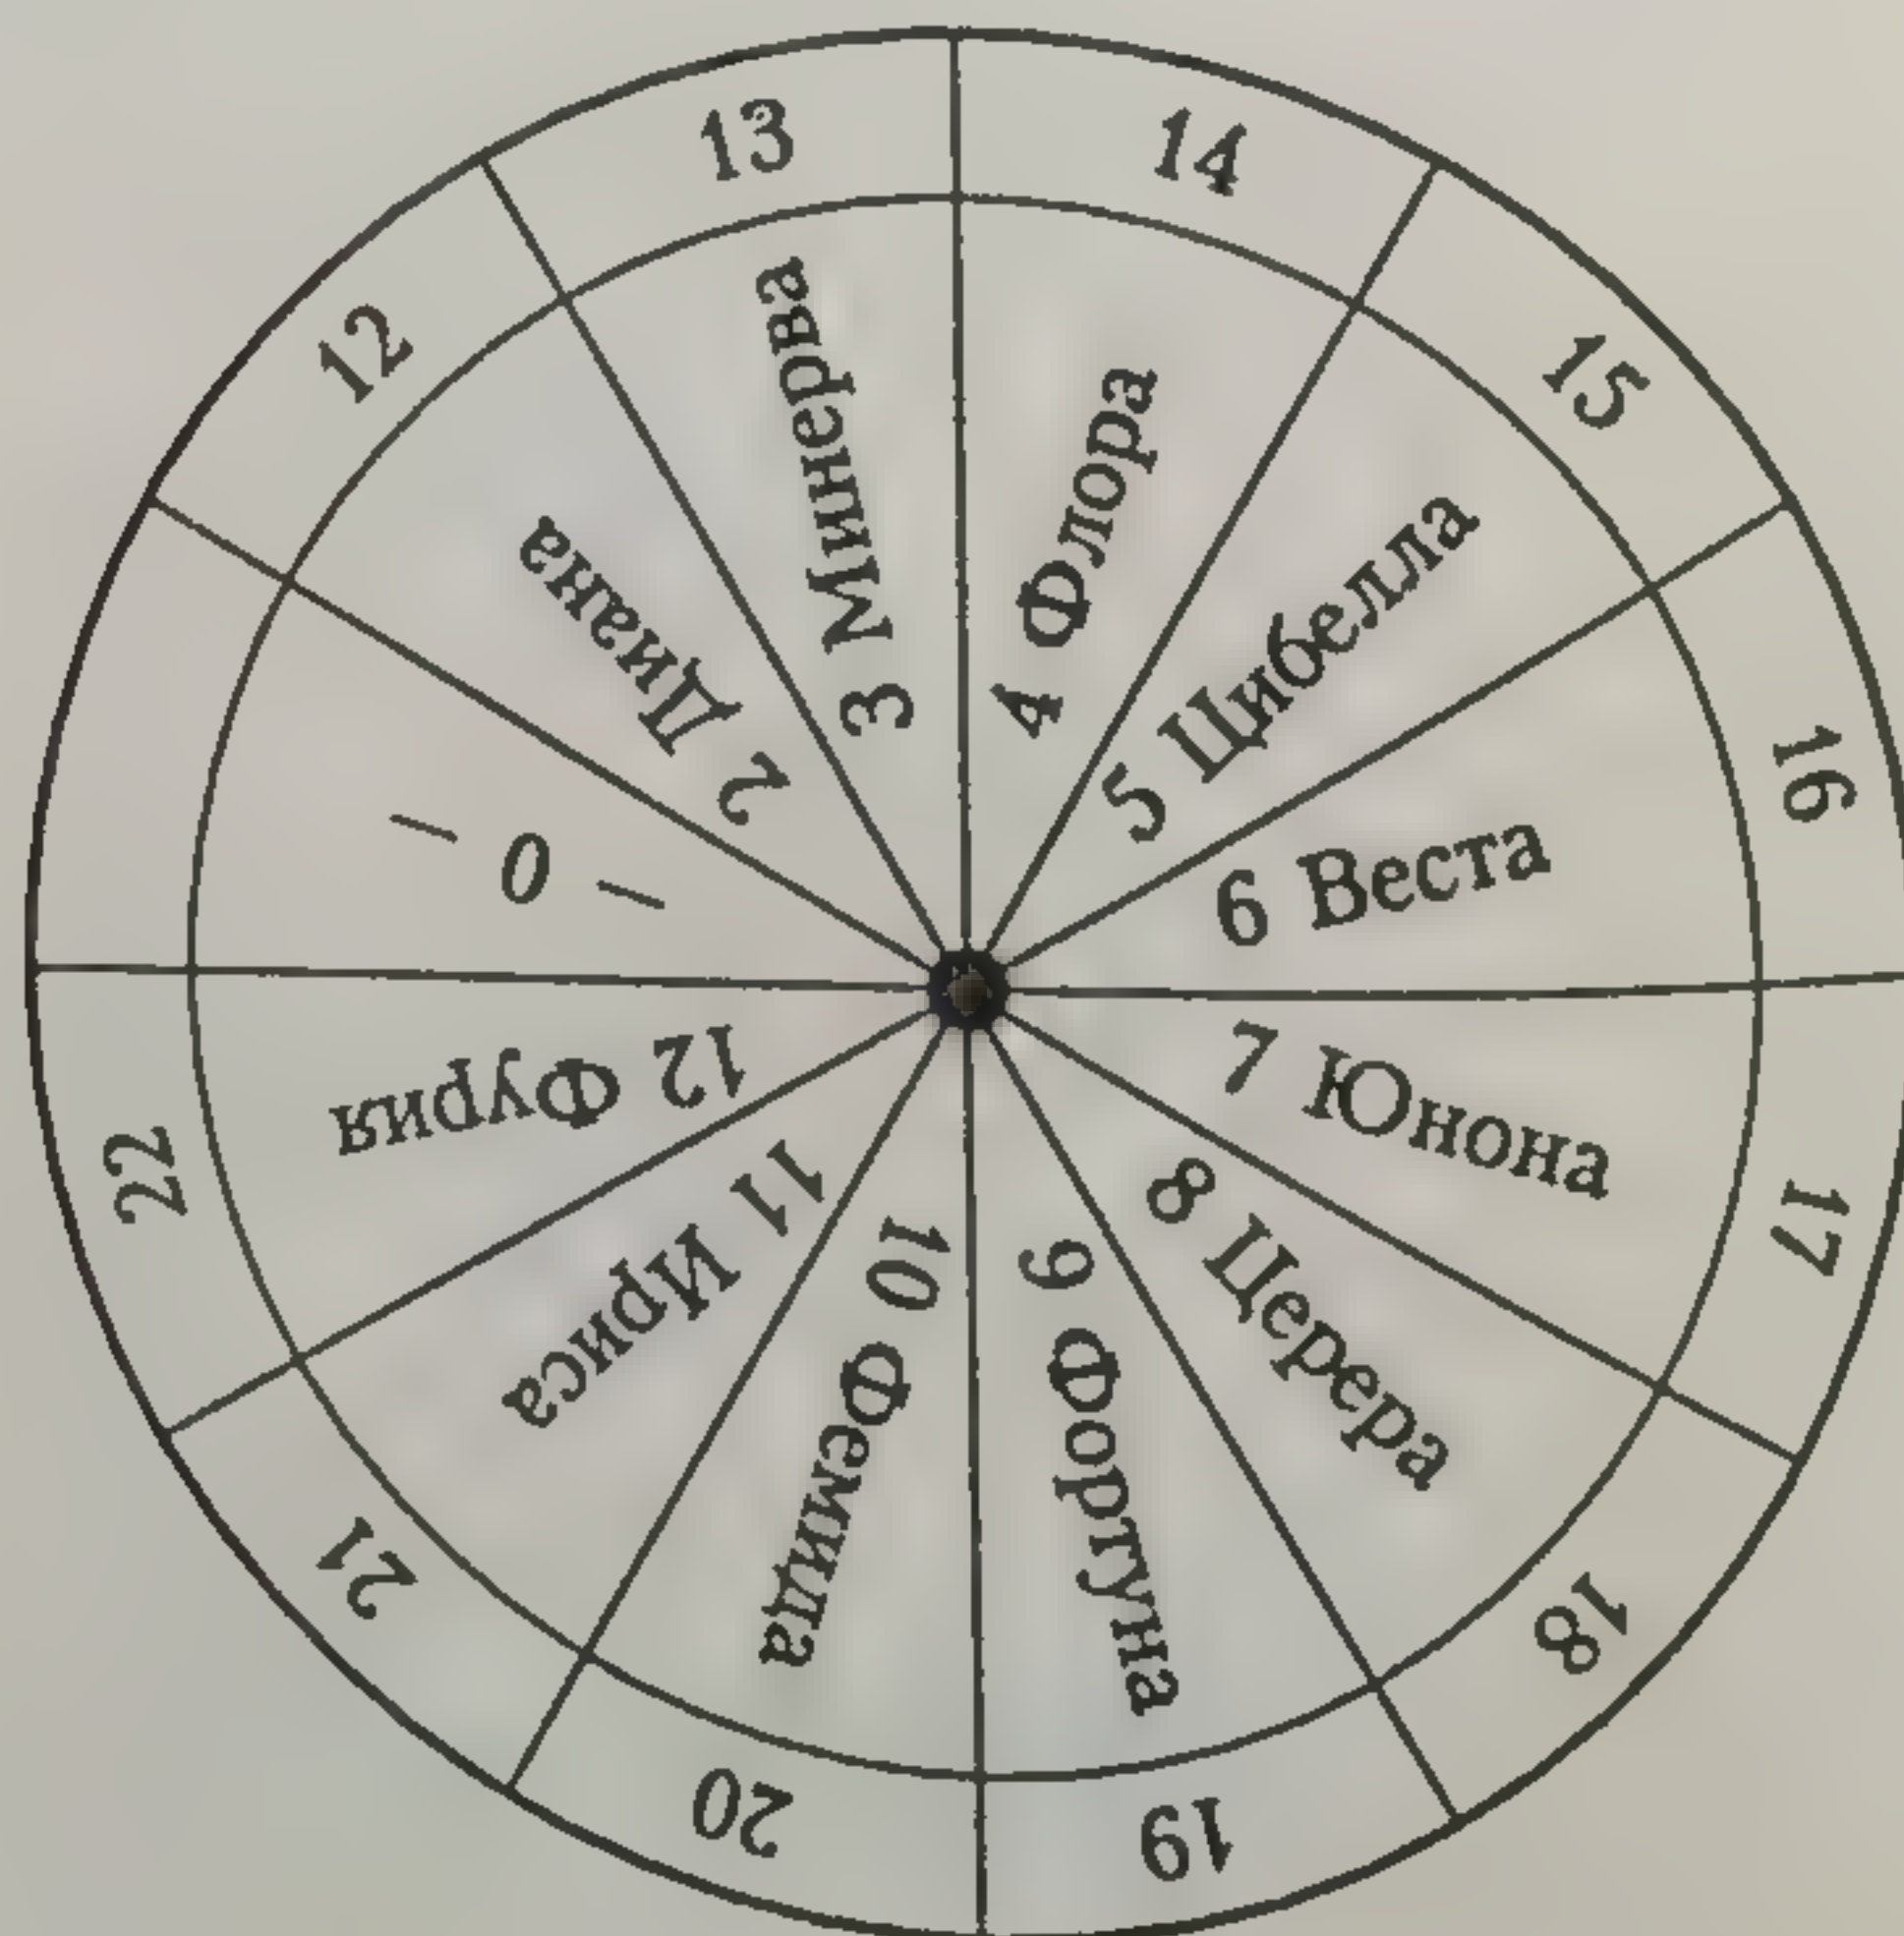 12
13
14
15
16
17
18
19
20
21
22
— 0 —
2 Диана
3 Минерва
4 Флора
5 Цибелла
6 Веста
7 Юнона
8 Церера
9 Фортуна
10 Фемида
11 Ириса
12 Фурия